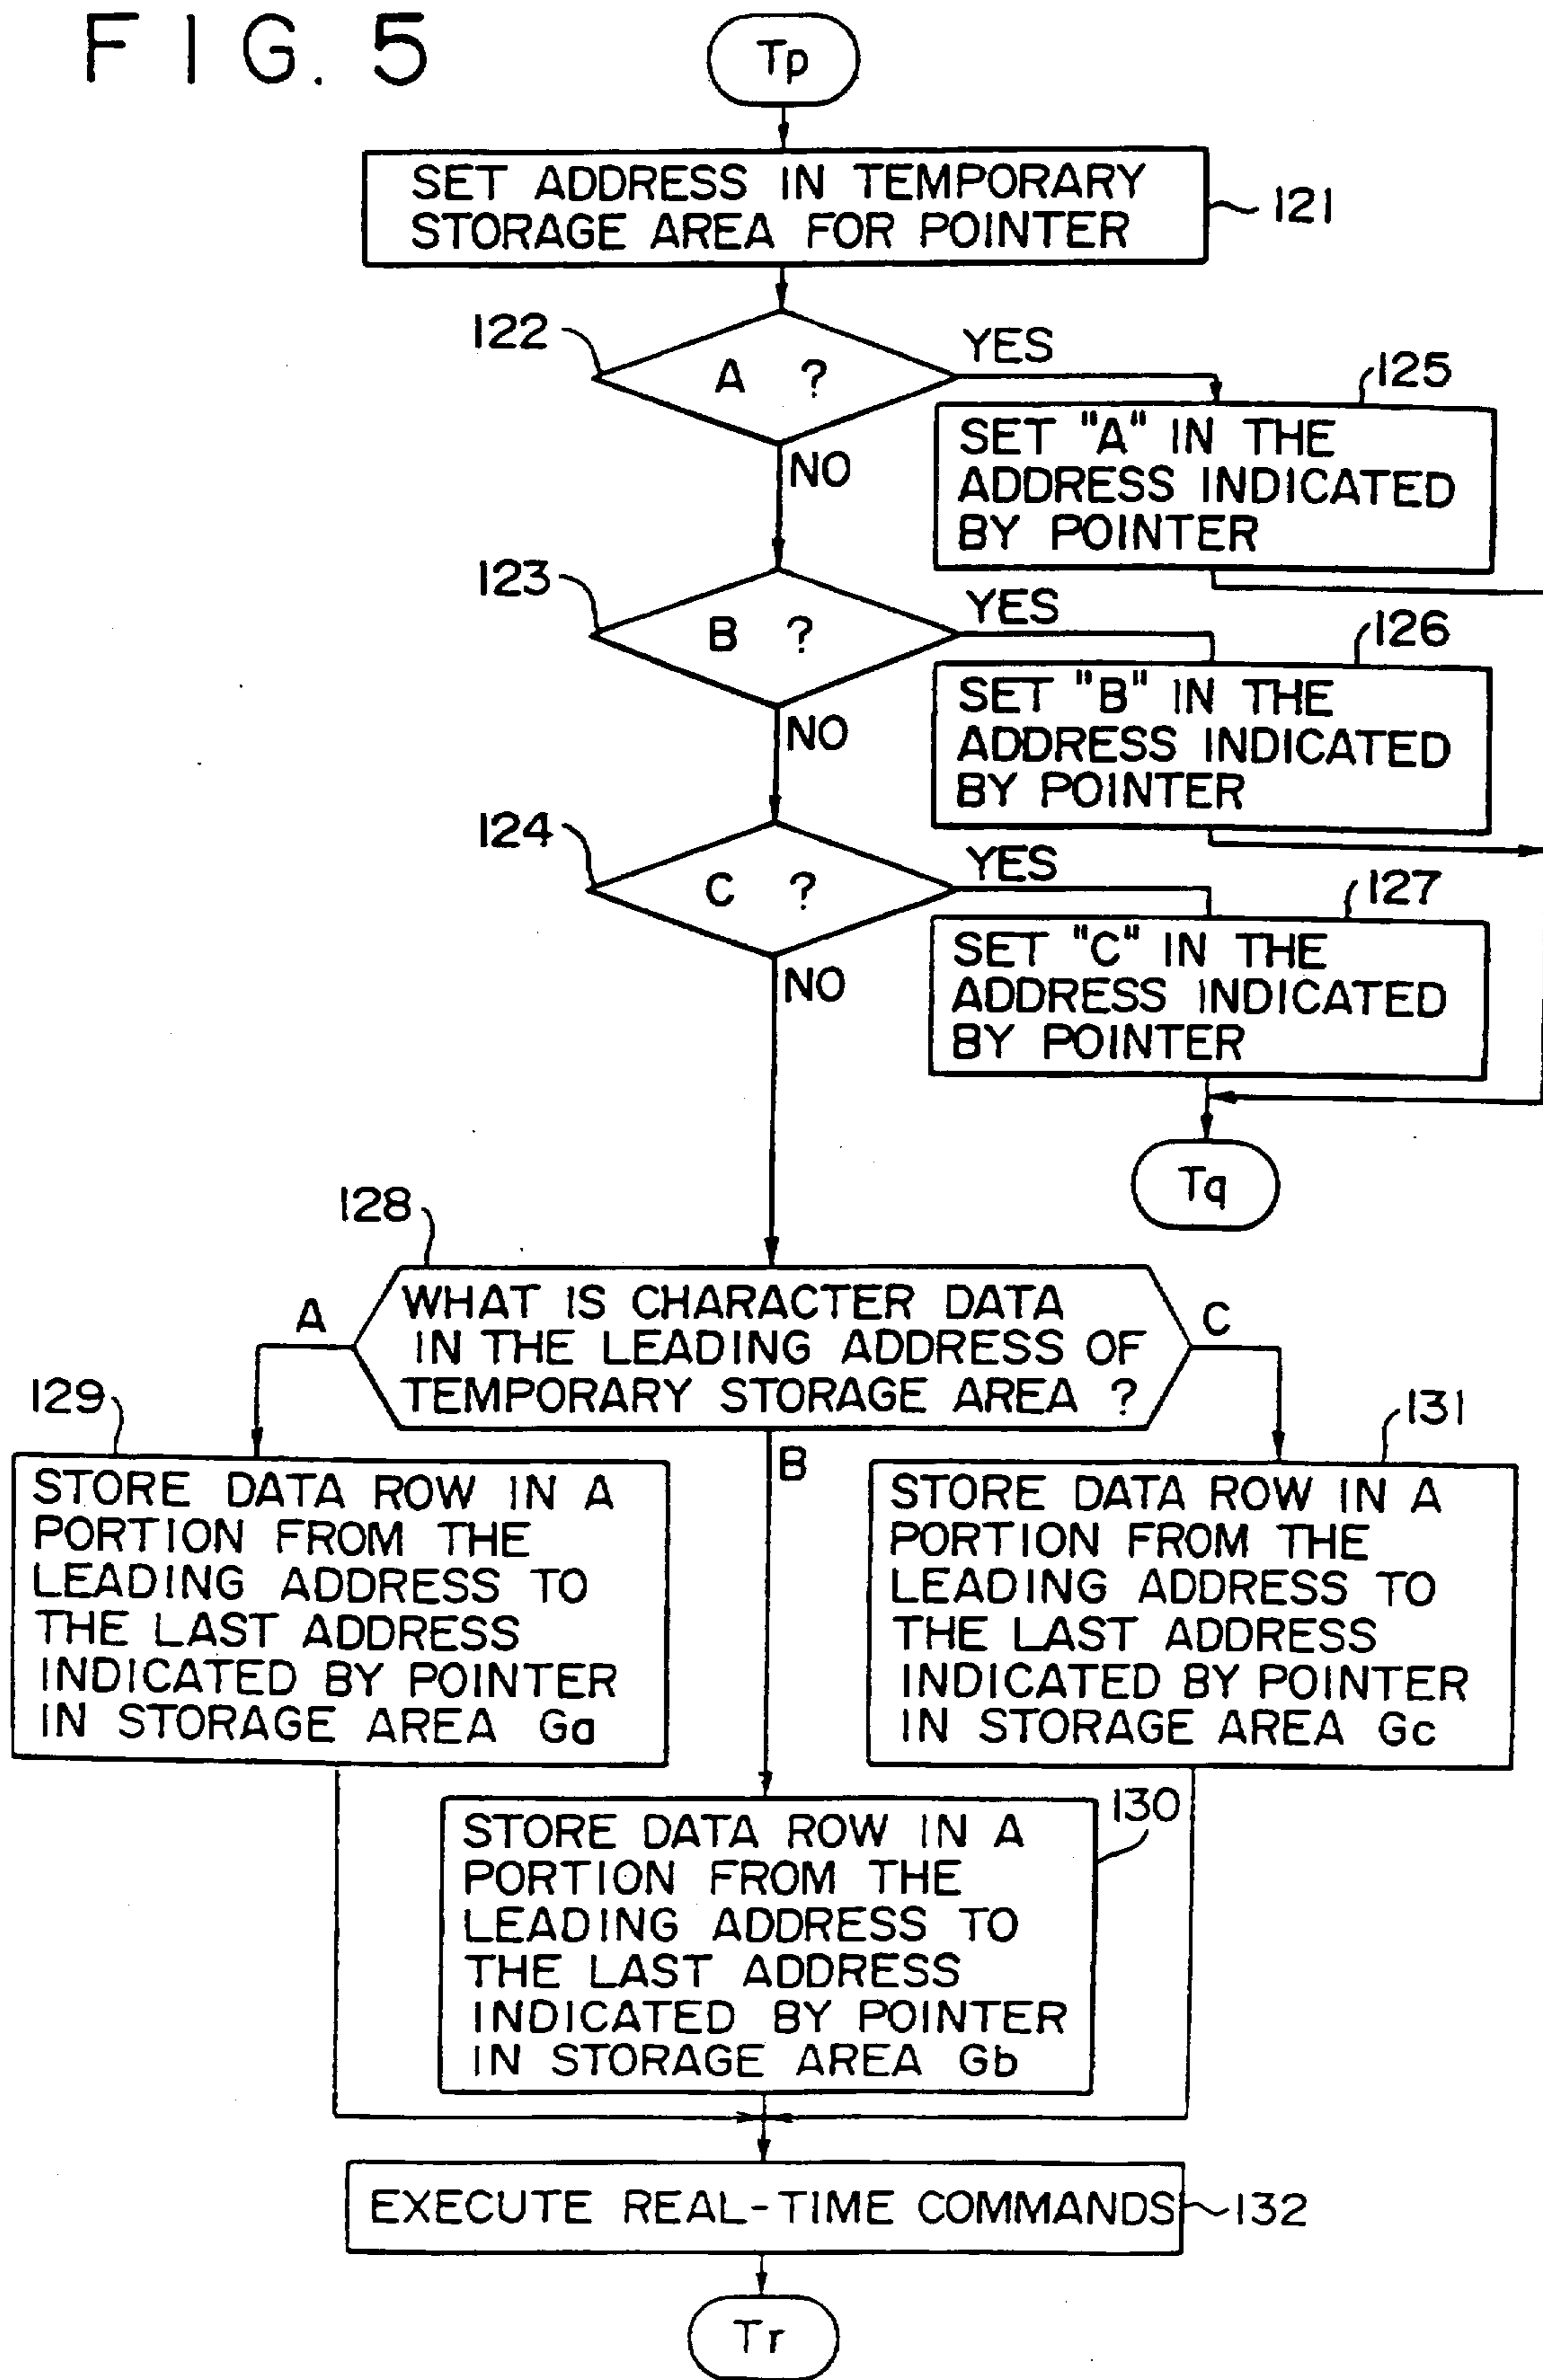 FIG. 5
Tp
SET ADDRESS IN TEMPORARY
STORAGE AREA FOR POINTER
121
122
A ?
YES
NO
125
SET "A" IN THE
ADDRESS INDICATED
BY POINTER
123
B ?
YES
NO
126
SET "B" IN THE
ADDRESS INDICATED
BY POINTER
124
C ?
YES
NO
127
SET "C" IN THE
ADDRESS INDICATED
BY POINTER
Tq
128
WHAT IS CHARACTER DATA
IN THE LEADING ADDRESS OF
TEMPORARY STORAGE AREA ?
A
B
C
129
STORE DATA ROW IN A
PORTION FROM THE
LEADING ADDRESS TO
THE LAST ADDRESS
INDICATED BY POINTER
IN STORAGE AREA Ga
131
STORE DATA ROW IN A
PORTION FROM THE
LEADING ADDRESS TO
THE LAST ADDRESS
INDICATED BY POINTER
IN STORAGE AREA Gc
130
STORE DATA ROW IN A
PORTION FROM THE
LEADING ADDRESS TO
THE LAST ADDRESS
INDICATED BY POINTER
IN STORAGE AREA Gb
EXECUTE REAL-TIME COMMANDS
132
Tr